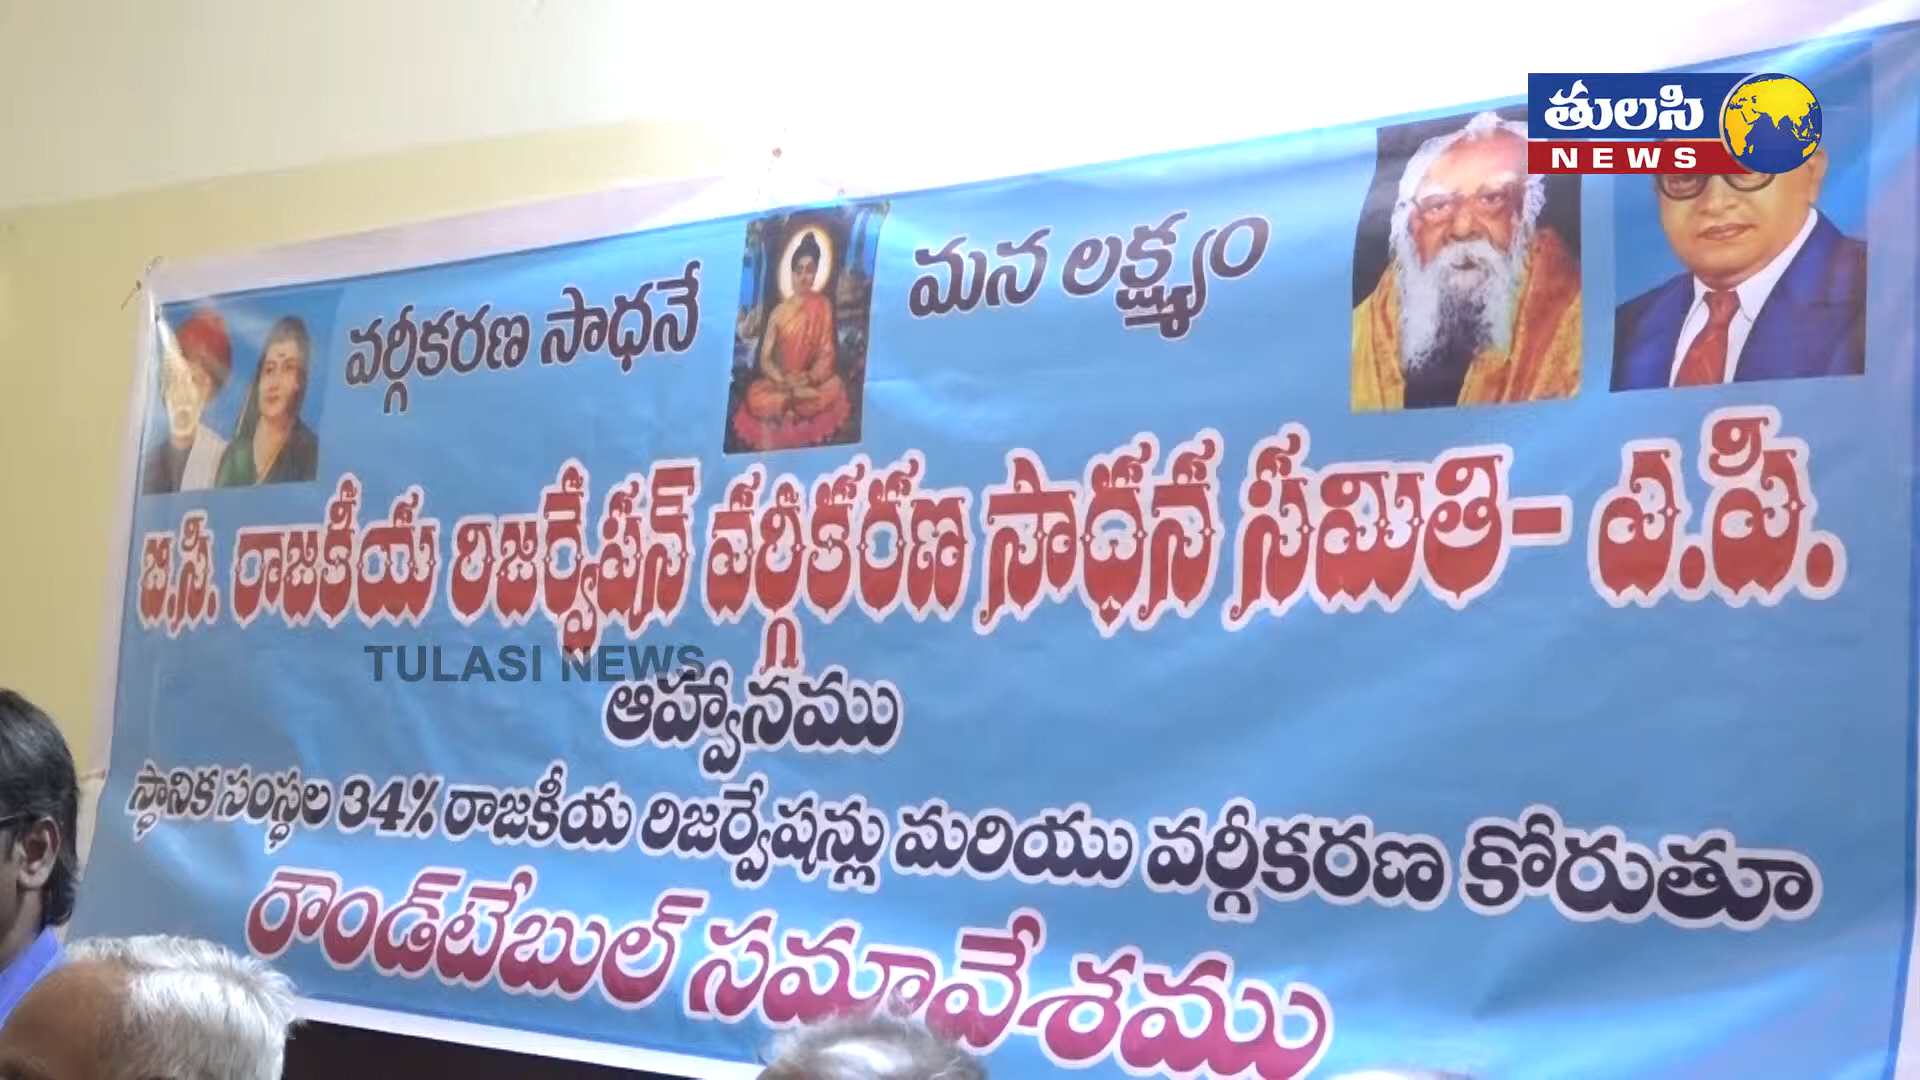 తులసి
NEWS
వర్గీకరణ సాధనే మన లక్ష్యం
బి.సి. రాజకీయ రిజర్వేషన్ వర్గీకరణ సాధన సమితి- ఎ.పి.
TULASI NEWS
ఆహ్వానము
స్థానిక సంస్థల 34% రాజకీయ రిజర్వేషన్లు మరియు వర్గీకరణ కోరుతూ
రౌండ్‌టేబుల్ సమావేశము